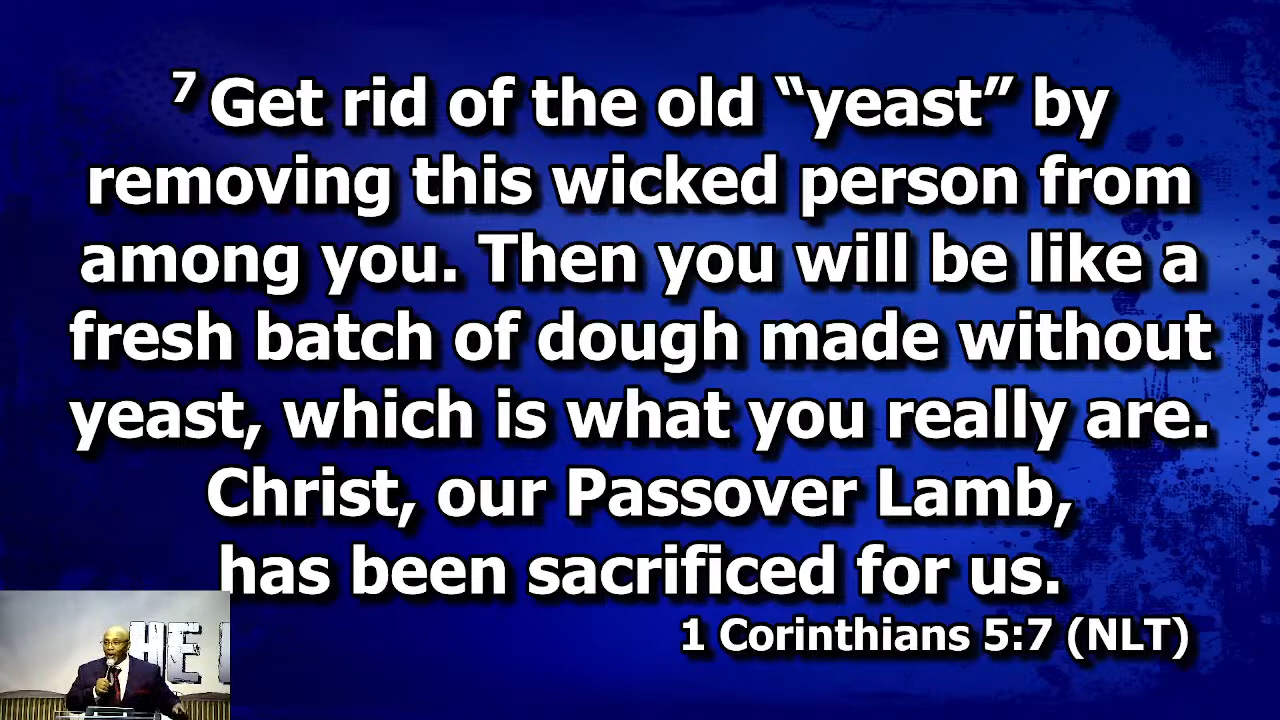 7 Get rid of the old “yeast” by
removing this wicked person from
among you. Then you will be like a
fresh batch of dough made without
yeast, which is what you really are.
Christ, our Passover Lamb,
has been sacrificed for us.
1 Corinthians 5:7 (NLT)
HE